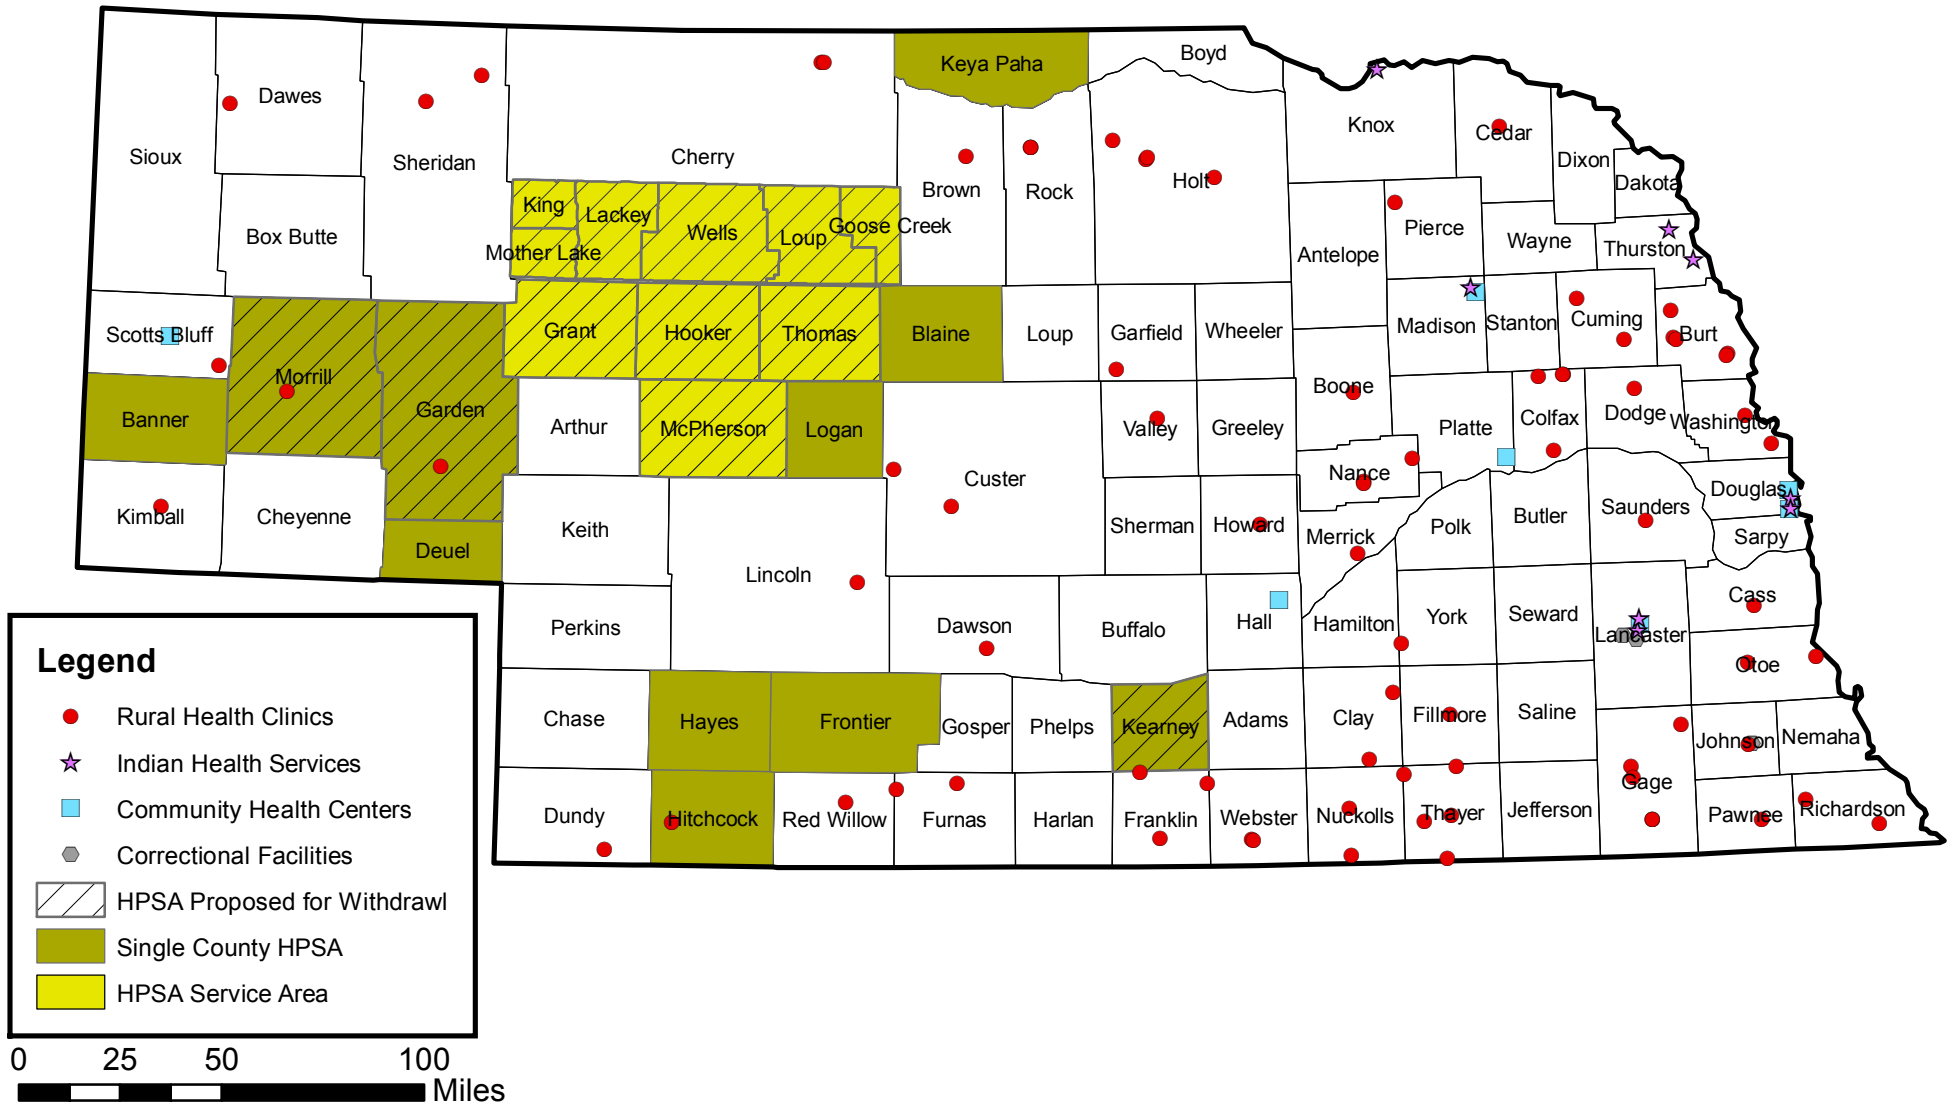 Keya Paha
Boyd
Dawes
Knox
Cedar
Sioux
Sheridan
Cherry
Dixon
Brown
Rock
Holt
Dakota
King
Lackey
Wells
Loup
Goose Creek
Mother Lake
Box Butte
Antelope
Pierce
Wayne
Thurston
Scotts Bluff
Morrill
Garden
Grant
Hooker
Thomas
Blaine
Loup
Garfield
Wheeler
Madison
Stanton
Cuming
Burt
Banner
Arthur
McPherson
Logan
Valley
Greeley
Boone
Platte
Colfax
Dodge
Washington
Kimball
Cheyenne
Deuel
Keith
Custer
Sherman
Howard
Nance
Merrick
Polk
Butler
Saunders
Douglas
Sarpy
Lincoln
Perkins
Dawson
Buffalo
Hall
Hamilton
York
Seward
Lancaster
Cass
Otoe
Chase
Hayes
Frontier
Gosper
Phelps
Kearney
Adams
Clay
Fillmore
Saline
Gage
Johnson
Nemaha
Dundy
Hitchcock
Red Willow
Furnas
Harlan
Franklin
Webster
Nuckolls
Thayer
Jefferson
Pawnee
Richardson
Legend
Rural Health Clinics
Indian Health Services
Community Health Centers
Correctional Facilities
HPSA Proposed for Withdrawl
Single County HPSA
HPSA Service Area
0 25 50 100
Miles